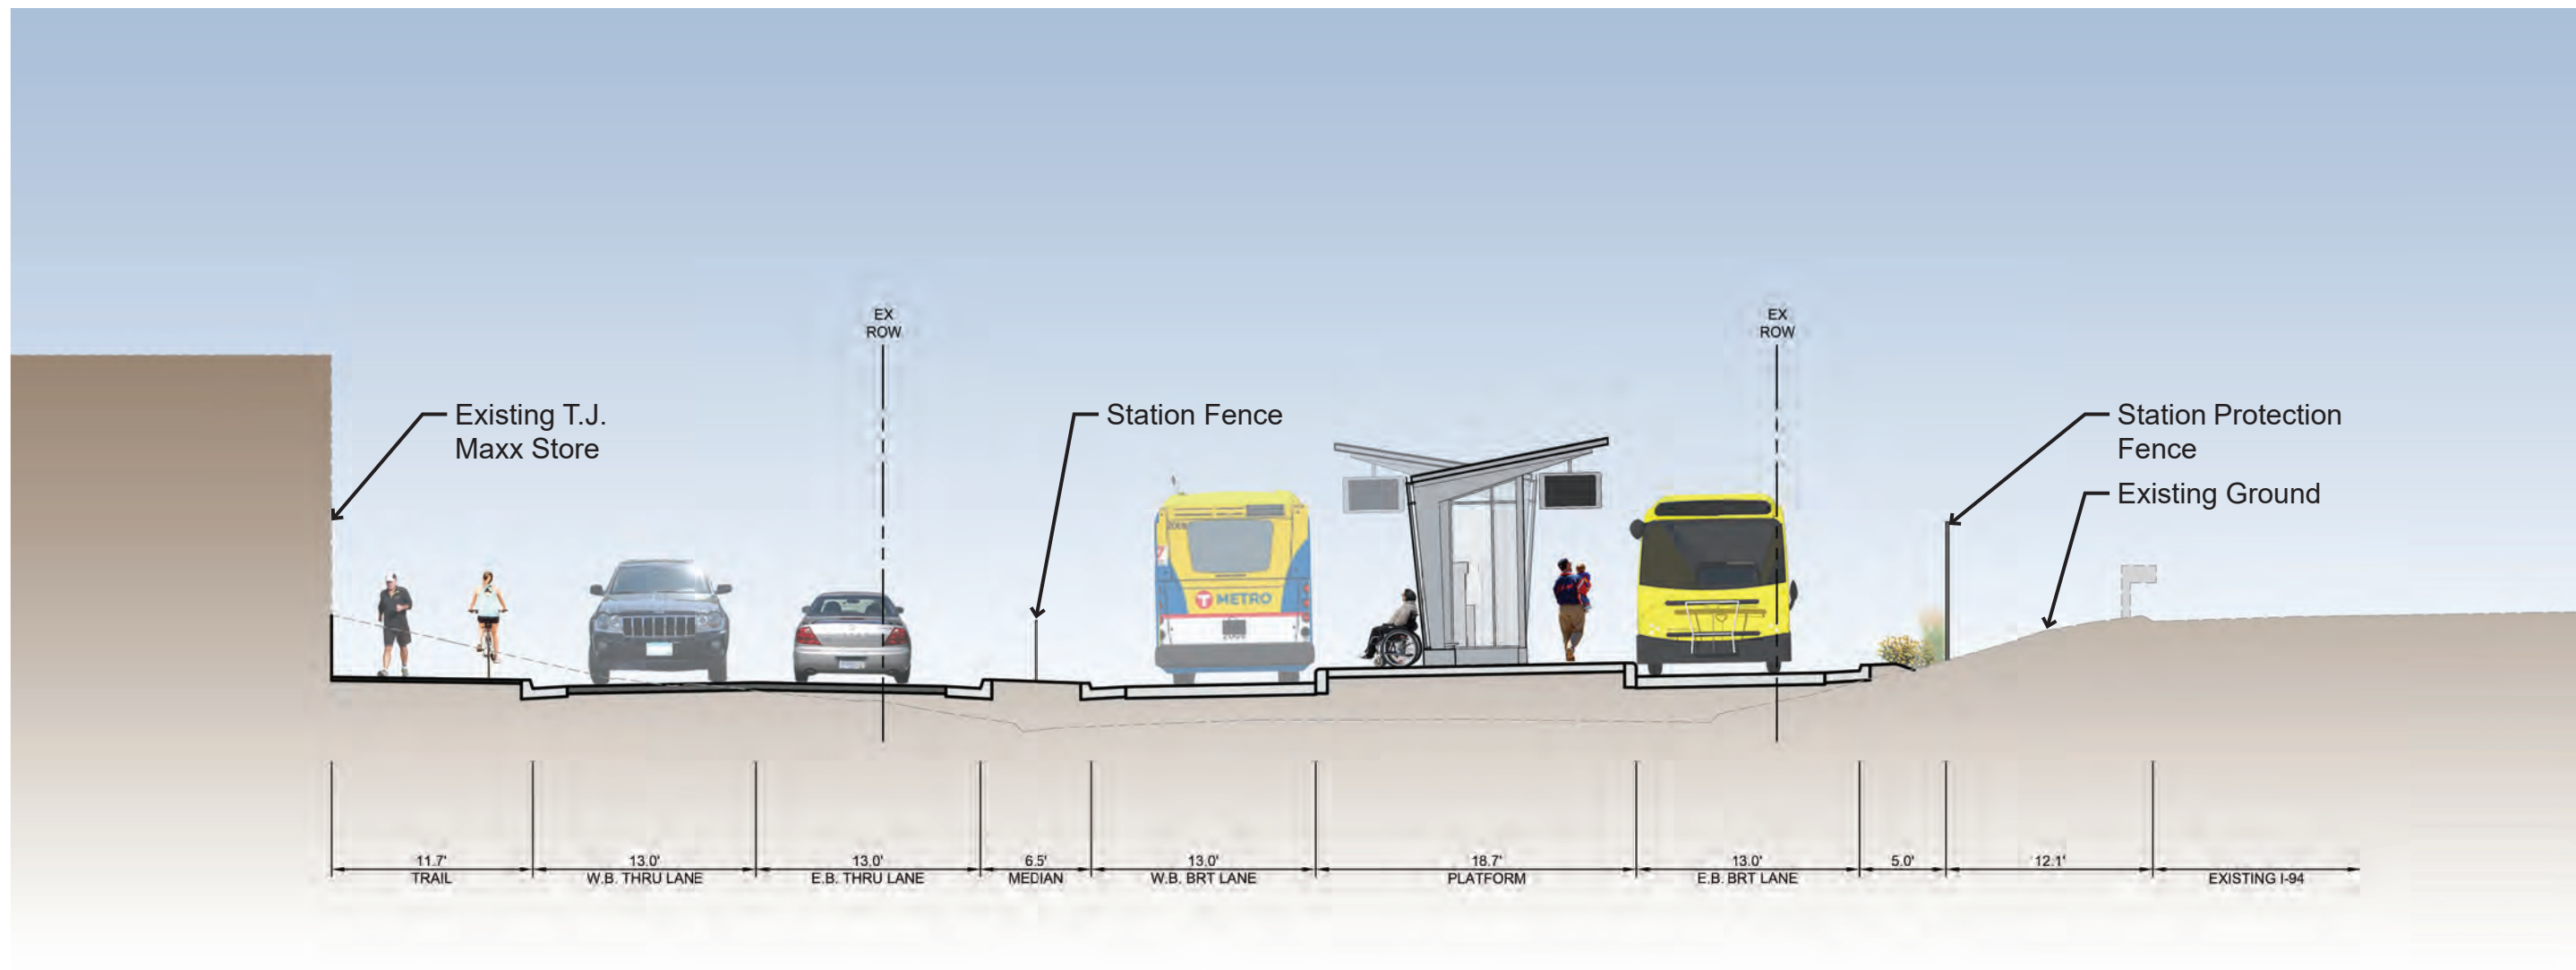 EX
ROW
EX
ROW
Existing T.J.
Maxx Store
Station Fence
Station Protection
Fence
Existing Ground
METRO
11.7'
TRAIL
13.0'
W.B. THRU LANE
13.0'
E.B. THRU LANE
6.5'
MEDIAN
13.0'
W.B. BRT LANE
18.7'
PLATFORM
13.0'
E.B. BRT LANE
5.0'
12.1'
EXISTING I-94